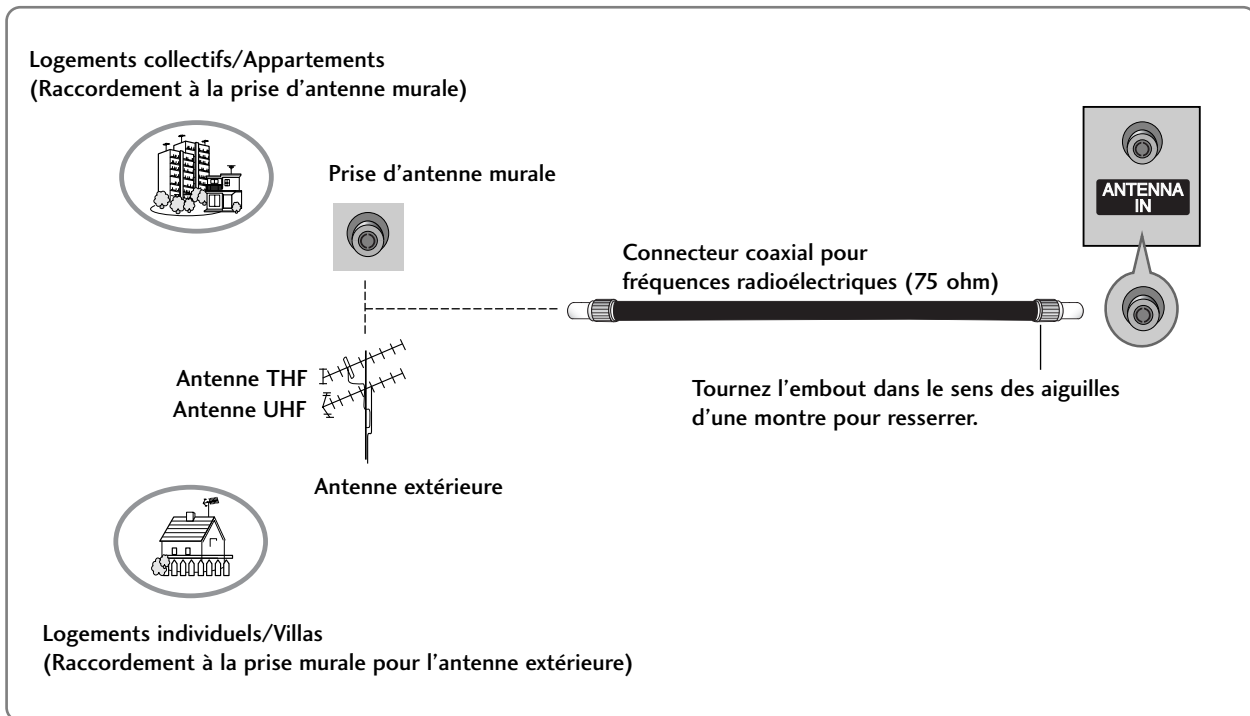 Logements collectifs/Appartements
(Raccordement à la prise d’antenne murale)
Prise d’antenne murale
ANTENNA
IN
Connecteur coaxial pour
fréquences radioélectriques (75 ohm)
Antenne THF
Antenne UHF
Tournez l’embout dans le sens des aiguilles
d’une montre pour resserrer.
Antenne extérieure
Logements individuels/Villas
(Raccordement à la prise murale pour l’antenne extérieure)